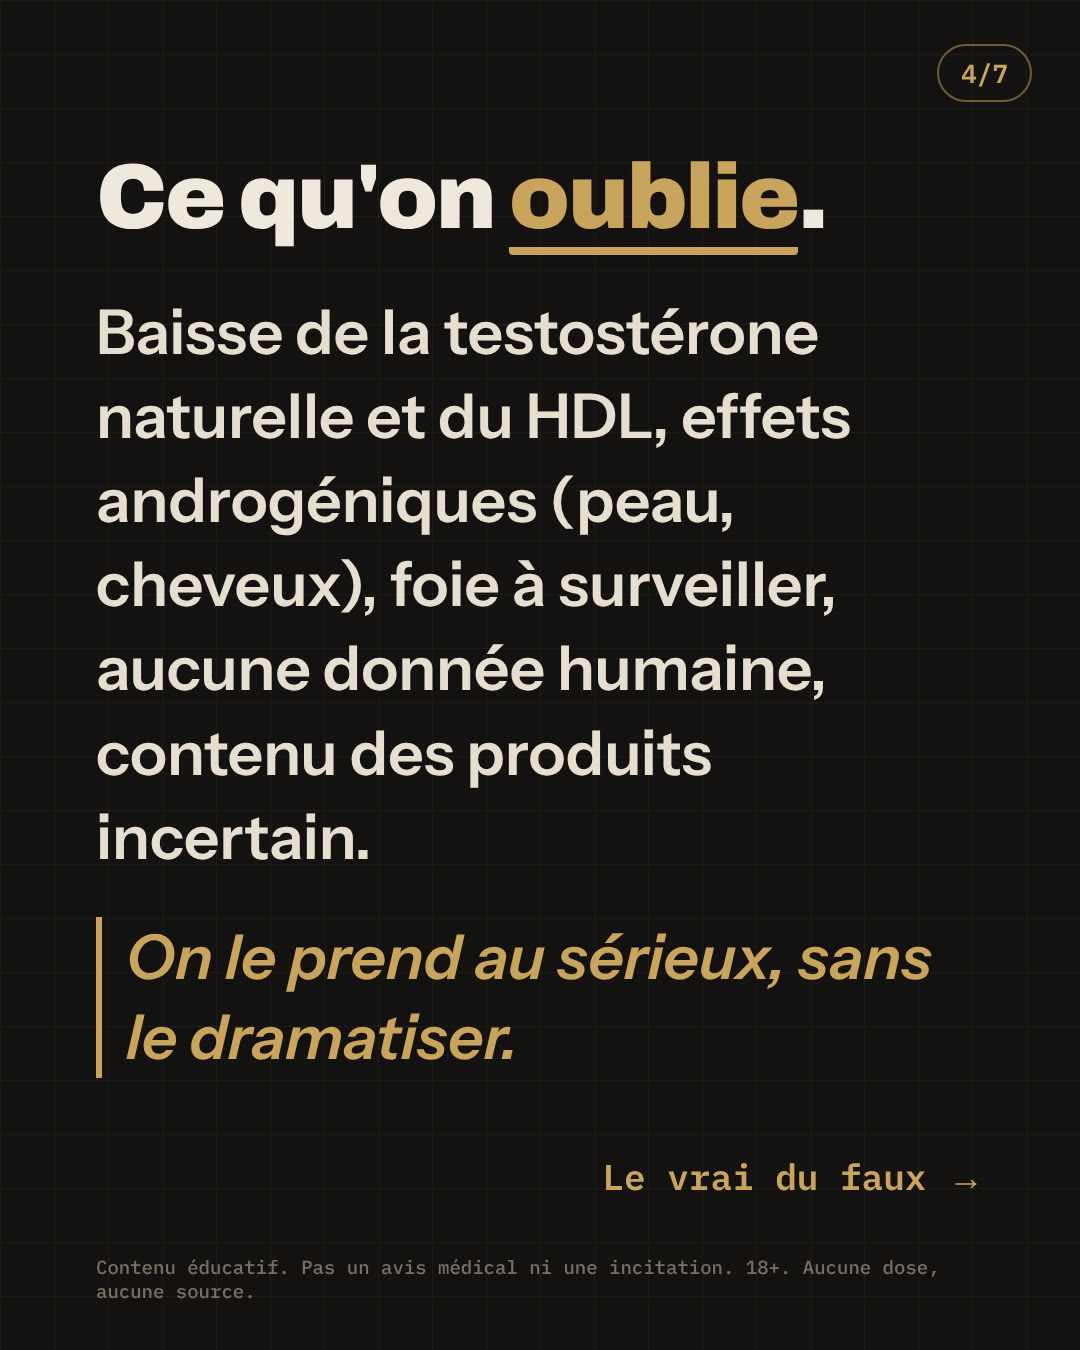 4/7
Ce qu'on oublie.
Baisse de la testostérone
naturelle et du HDL, effets
androgéniques (peau,
cheveux), foie à surveiller,
aucune donnée humaine,
contenu des produits
incertain.
On le prend au sérieux, sans
le dramatiser.
Le vrai du faux →
Contenu éducatif. Pas un avis médical ni une incitation. 18+. Aucune dose,
aucune source.